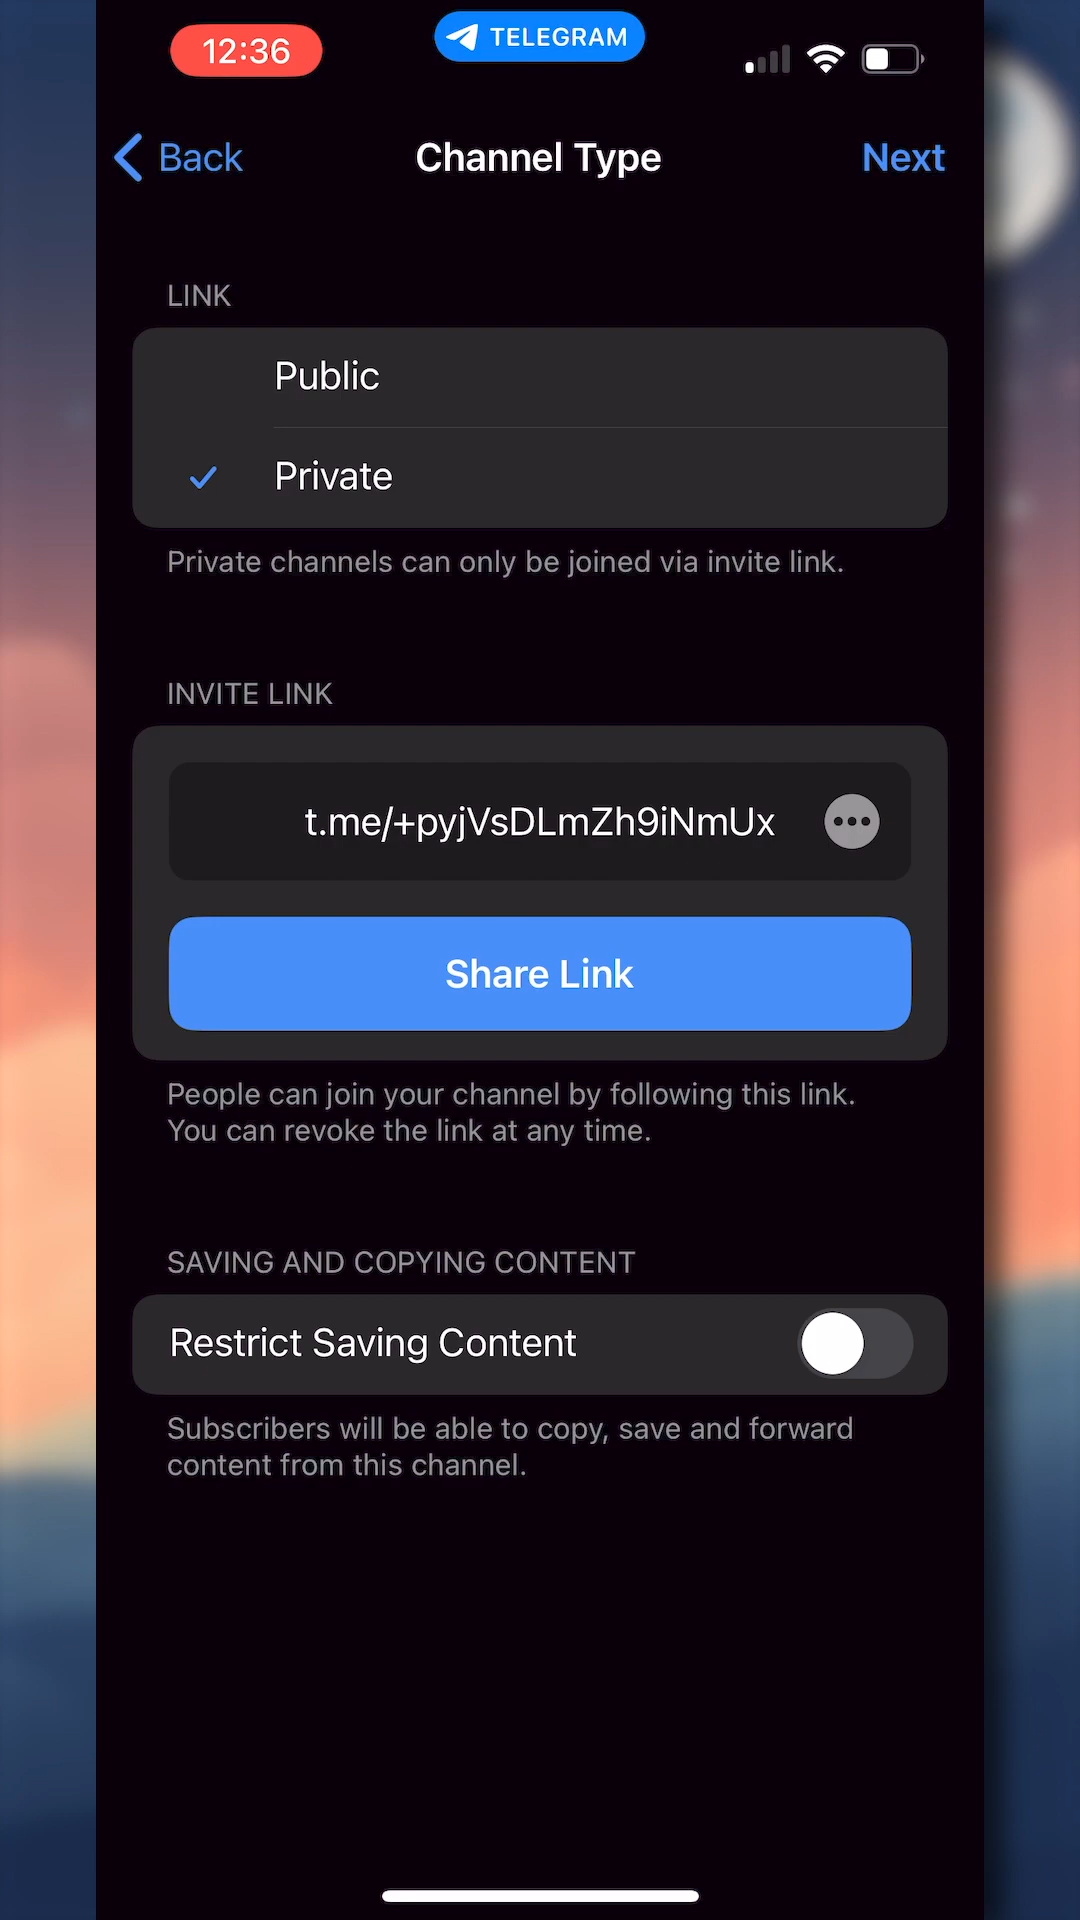 12:36
TELEGRAM
Back
Channel Type
Next
LINK
Public
Private
Private channels can only be joined via invite link.
INVITE LINK
t.me/+pyjVsDLmZh9iNmUx
Share Link
People can join your channel by following this link.
You can revoke the link at any time.
SAVING AND COPYING CONTENT
Restrict Saving Content
Subscribers will be able to copy, save and forward
content from this channel.